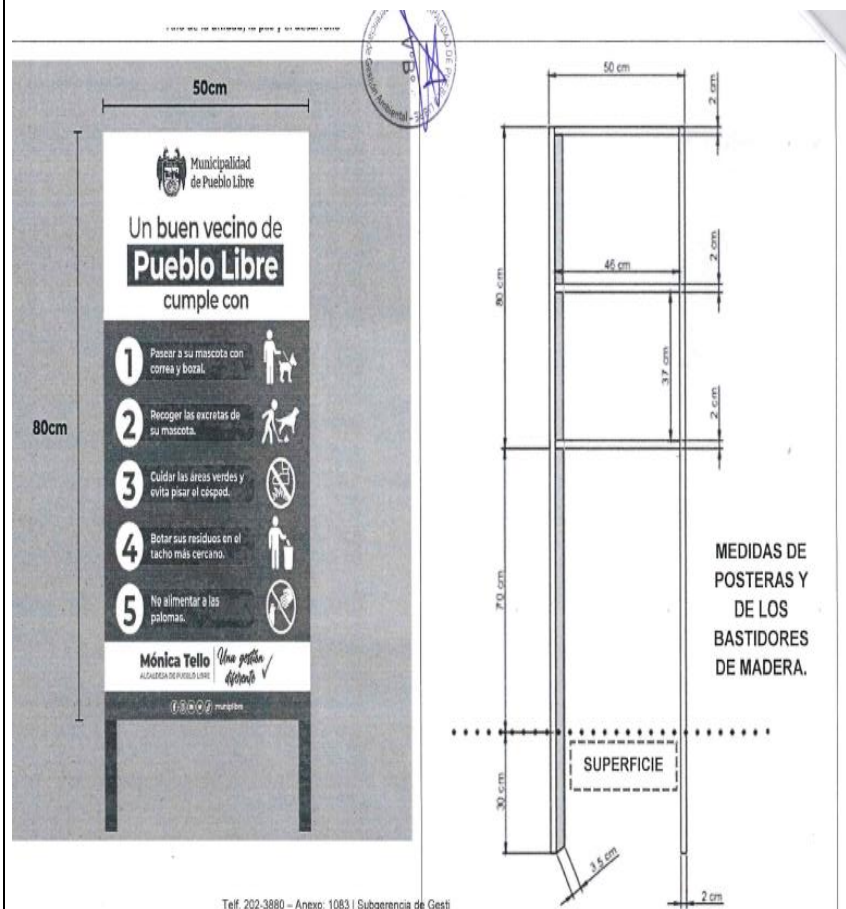 50cm
Municipalidad
de Pueblo Libre
Un buen vecino de
Pueblo Libre
cumple con
1
Pasear a su mascota con
correa y bozal.
2
Recoger las excretas de
su mascota.
3
Cuidar las áreas verdes y
evita pisar el césped.
4
Botar sus residuos en el
tacho más cercano.
5
No alimentar a las
palomas.
Mónica Tello
ALCALDESA DE PUEBLO LIBRE
Una gestión
diferente
muniplibre
80cm
50 cm
2 cm
46 cm
2 cm
80 cm
37 cm
2 cm
70 cm
MEDIDAS DE
POSTERAS Y
DE LOS
BASTIDORES
DE MADERA.
SUPERFICIE
30 cm
3.5 cm
2 cm
V°B°
Telf. 202-3880 – Anexo: 1083 | Subgerencia de Gesti